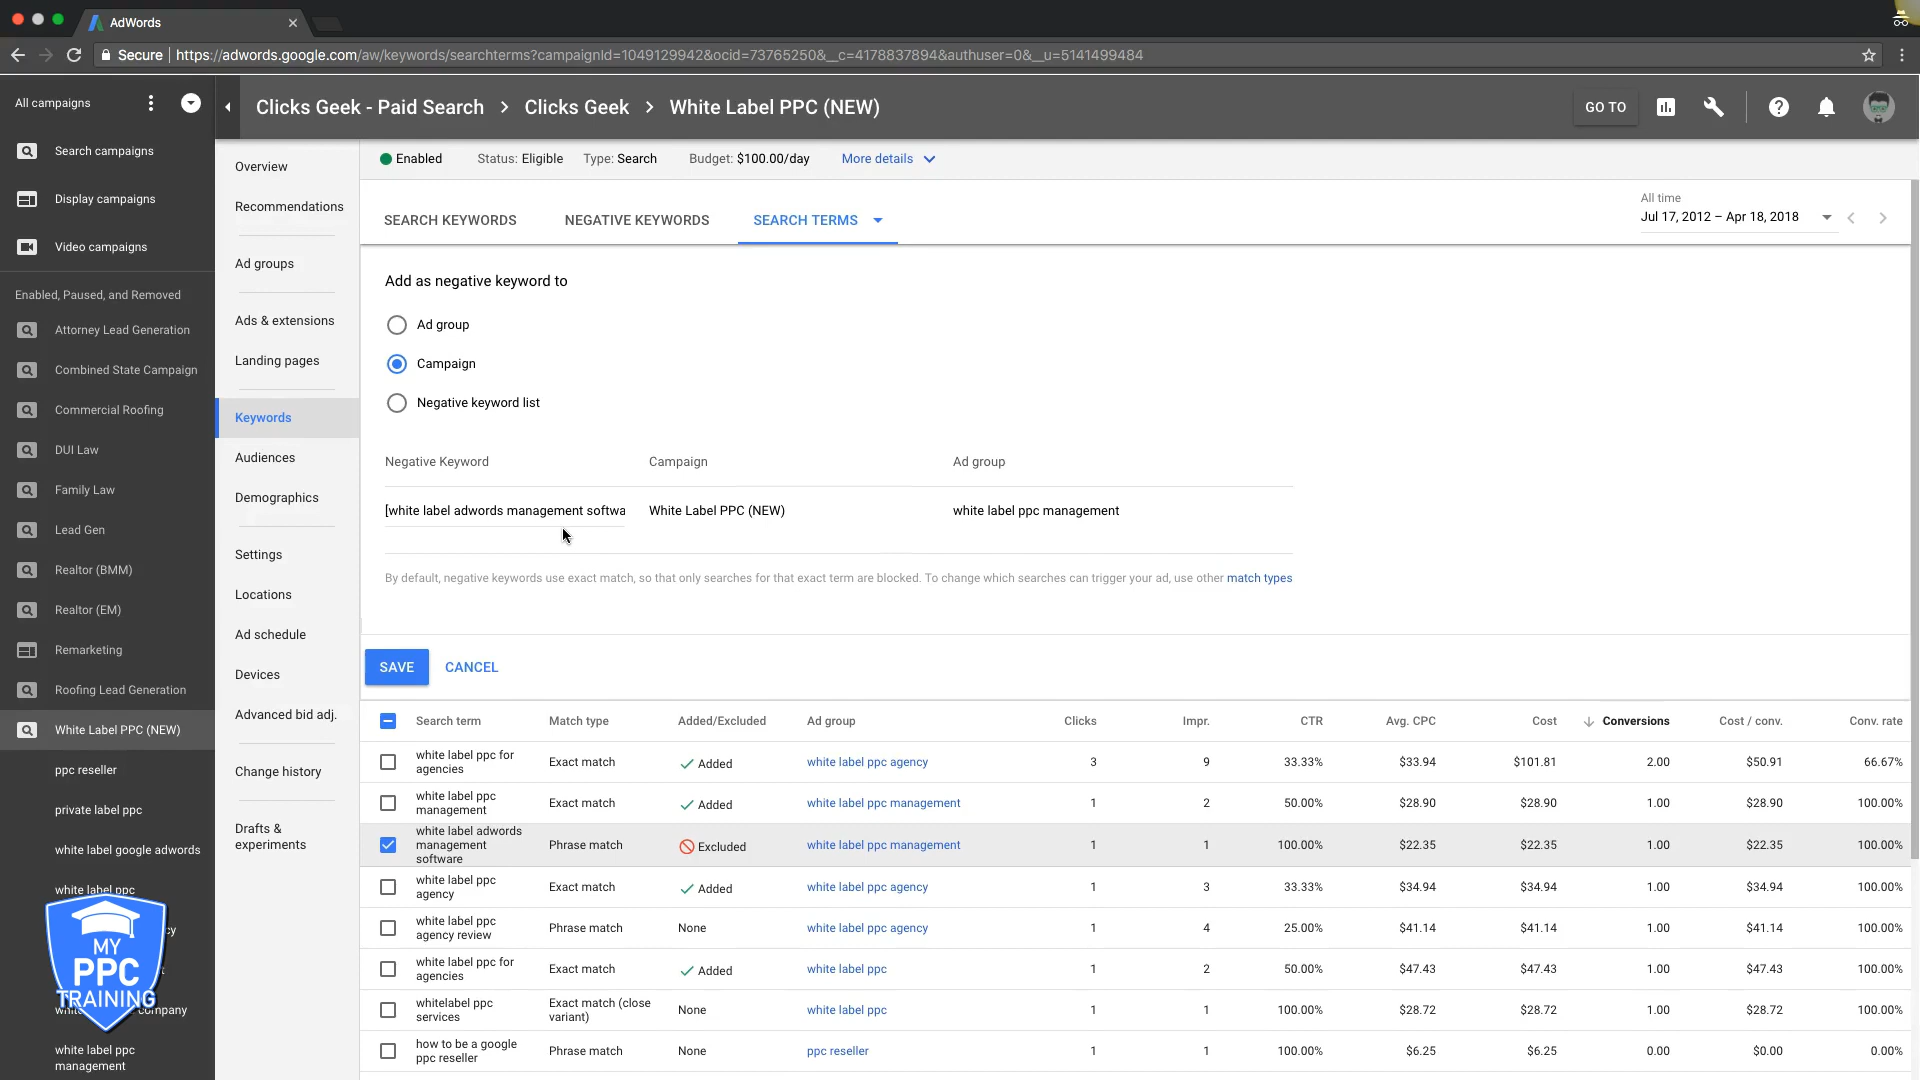 AdWords
Secure https://adwords.google.com/aw/keywords/searchterms?campaignId=1049129942&ocid=73765250&__c=4178837894&authuser=0&__u=5141499484
All campaigns
Clicks Geek - Paid Search > Clicks Geek > White Label PPC (NEW)
GO TO
Search campaigns
Display campaigns
Video campaigns
Enabled, Paused, and Removed
Attorney Lead Generation
Combined State Campaign
Commercial Roofing
DUI Law
Family Law
Lead Gen
Realtor (BMM)
Realtor (EM)
Remarketing
Roofing Lead Generation
White Label PPC (NEW)
ppc reseller
private label ppc
white label google adwords
white label ppc
company
white label ppc
management
MY
PPC
TRAINING
Overview
Recommendations
Ad groups
Ads & extensions
Landing pages
Keywords
Audiences
Demographics
Settings
Locations
Ad schedule
Devices
Advanced bid adj.
Change history
Drafts &
experiments
Enabled Status: Eligible Type: Search Budget: $100.00/day More details
SEARCH KEYWORDS NEGATIVE KEYWORDS SEARCH TERMS
All time
Jul 17, 2012 – Apr 18, 2018
Add as negative keyword to
Ad group
Campaign
Negative keyword list
Negative Keyword Campaign Ad group
[white label adwords management softwa White Label PPC (NEW) white label ppc management
By default, negative keywords use exact match, so that only searches for that exact term are blocked. To change which searches can trigger your ad, use other match types
SAVE CANCEL
Search term Match type Added/Excluded Ad group Clicks Impr. CTR Avg. CPC Cost Conversions Cost / conv. Conv. rate
white label ppc for
agencies Exact match Added white label ppc agency 3 9 33.33% $33.94 $101.81 2.00 $50.91 66.67%
white label ppc
management Exact match Added white label ppc management 1 2 50.00% $28.90 $28.90 1.00 $28.90 100.00%
white label adwords
management
software Phrase match Excluded white label ppc management 1 1 100.00% $22.35 $22.35 1.00 $22.35 100.00%
white label ppc
agency Exact match Added white label ppc agency 1 3 33.33% $34.94 $34.94 1.00 $34.94 100.00%
white label ppc
agency review Phrase match None white label ppc agency 1 4 25.00% $41.14 $41.14 1.00 $41.14 100.00%
white label ppc for
agencies Exact match Added white label ppc 1 2 50.00% $47.43 $47.43 1.00 $47.43 100.00%
whitelabel ppc
services Exact match (close
variant) None white label ppc 1 1 100.00% $28.72 $28.72 1.00 $28.72 100.00%
how to be a google
ppc reseller Phrase match None ppc reseller 1 1 100.00% $6.25 $6.25 0.00 $0.00 0.00%